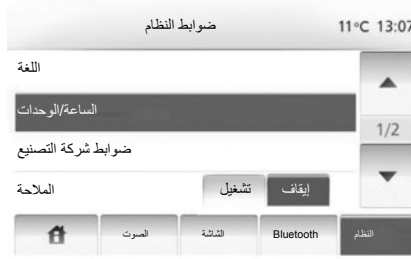 ضوابط النظام 11°C 13:07
اللغة
الساعة/الوحدات
1/2
ضوابط شركة التصنيع
الملاحة تشغيل إيقاف
الصوت الشاشة Bluetooth النظام